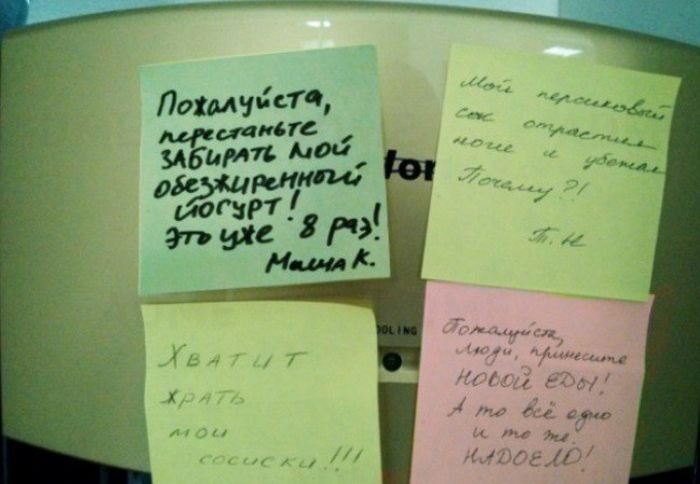 Пожалуйста,
перестаньте
ЗАБИРАТЬ МОЙ
обезжиренный
йогурт!
Это уже 8 раз!
Маша К.
Мой персиковый
сок отрастил
ноги и убежал
Почему?!
Т. Н
Хватит
жрать
мои
сосиски!!!
Пожалуйста,
люди, принесите
НОВОЙ ЕДЫ!
А то всё одно
и то же.
НАДОЕЛО!
OLING